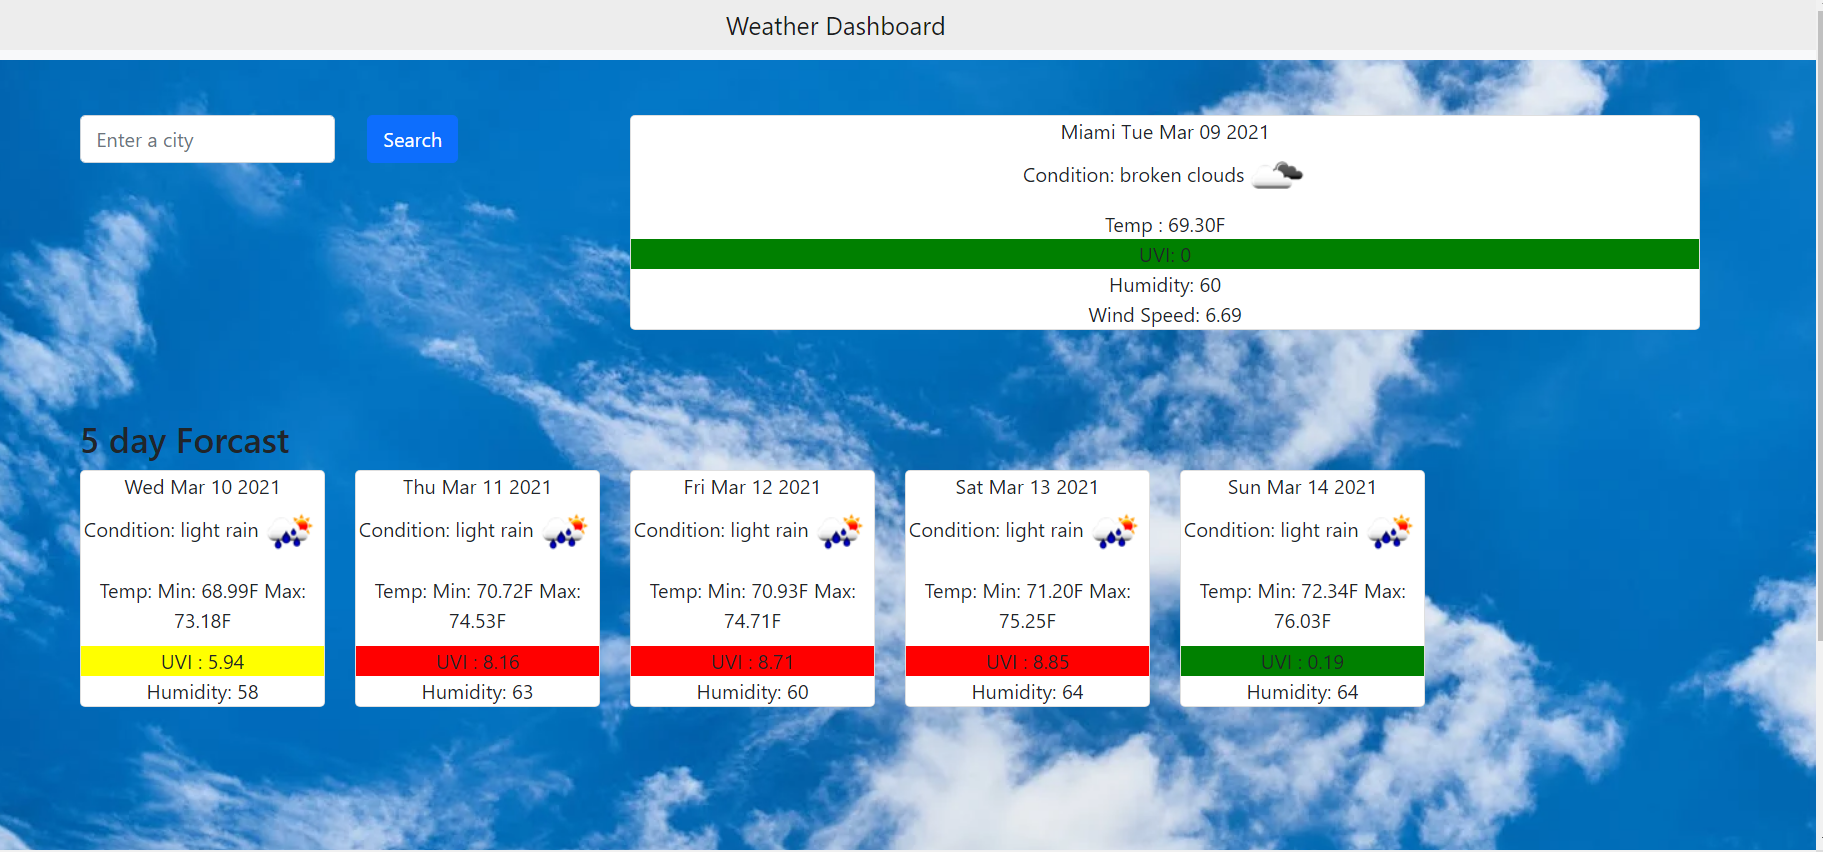 Weather Dashboard
Enter a city
Search
Miami Tue Mar 09 2021
Condition: broken clouds
Temp : 69.30F
UVI: 0
Humidity: 60
Wind Speed: 6.69
5 day Forcast
Wed Mar 10 2021
Condition: light rain
Temp: Min: 68.99F Max:
73.18F
UVI : 5.94
Humidity: 58
Thu Mar 11 2021
Condition: light rain
Temp: Min: 70.72F Max:
74.53F
UVI : 8.16
Humidity: 63
Fri Mar 12 2021
Condition: light rain
Temp: Min: 70.93F Max:
74.71F
UVI : 8.71
Humidity: 60
Sat Mar 13 2021
Condition: light rain
Temp: Min: 71.20F Max:
75.25F
UVI : 8.85
Humidity: 64
Sun Mar 14 2021
Condition: light rain
Temp: Min: 72.34F Max:
76.03F
UVI : 0.19
Humidity: 64